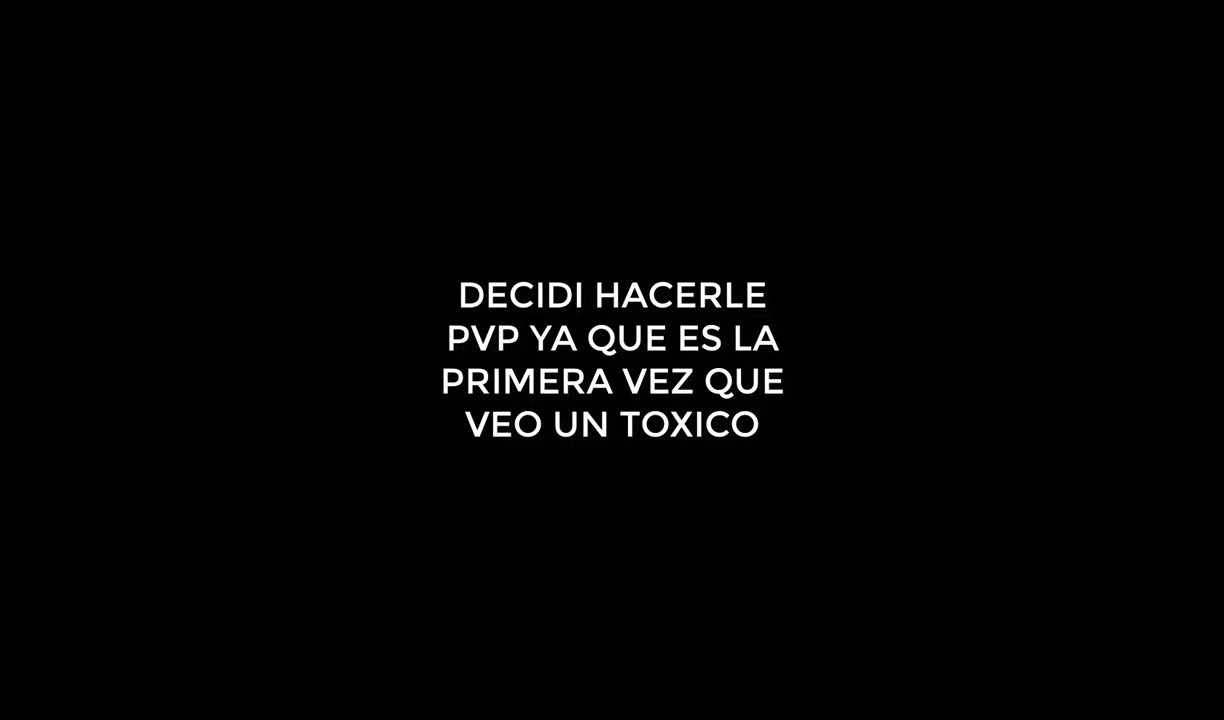 DECIDI HACERLE
PVP YA QUE ES LA
PRIMERA VEZ QUE
VEO UN TOXICO